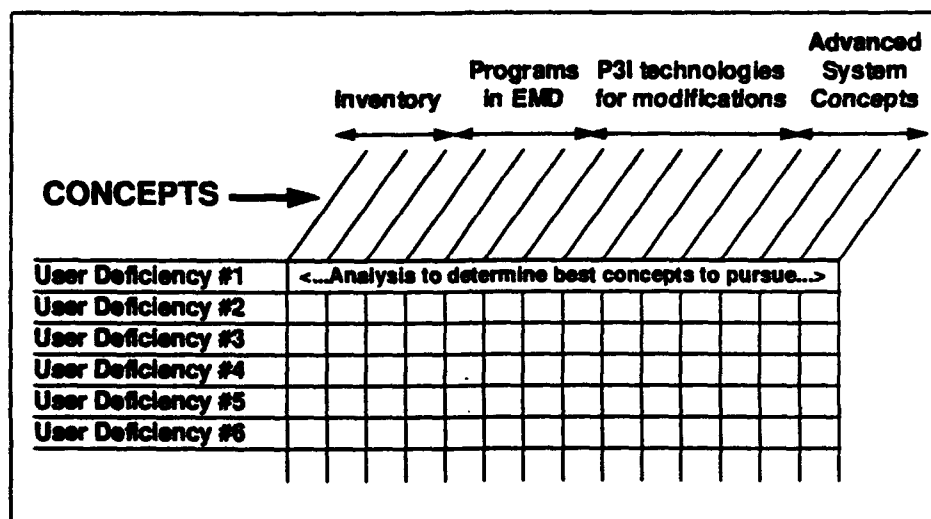 Inventory
Programs
in EMD
P3I technologies
for modifications
Advanced
System
Concepts
CONCEPTS
User Deficiency #1
<...Analysis to determine best concepts to pursue...>
User Deficiency #2
User Deficiency #3
User Deficiency #4
User Deficiency #5
User Deficiency #6